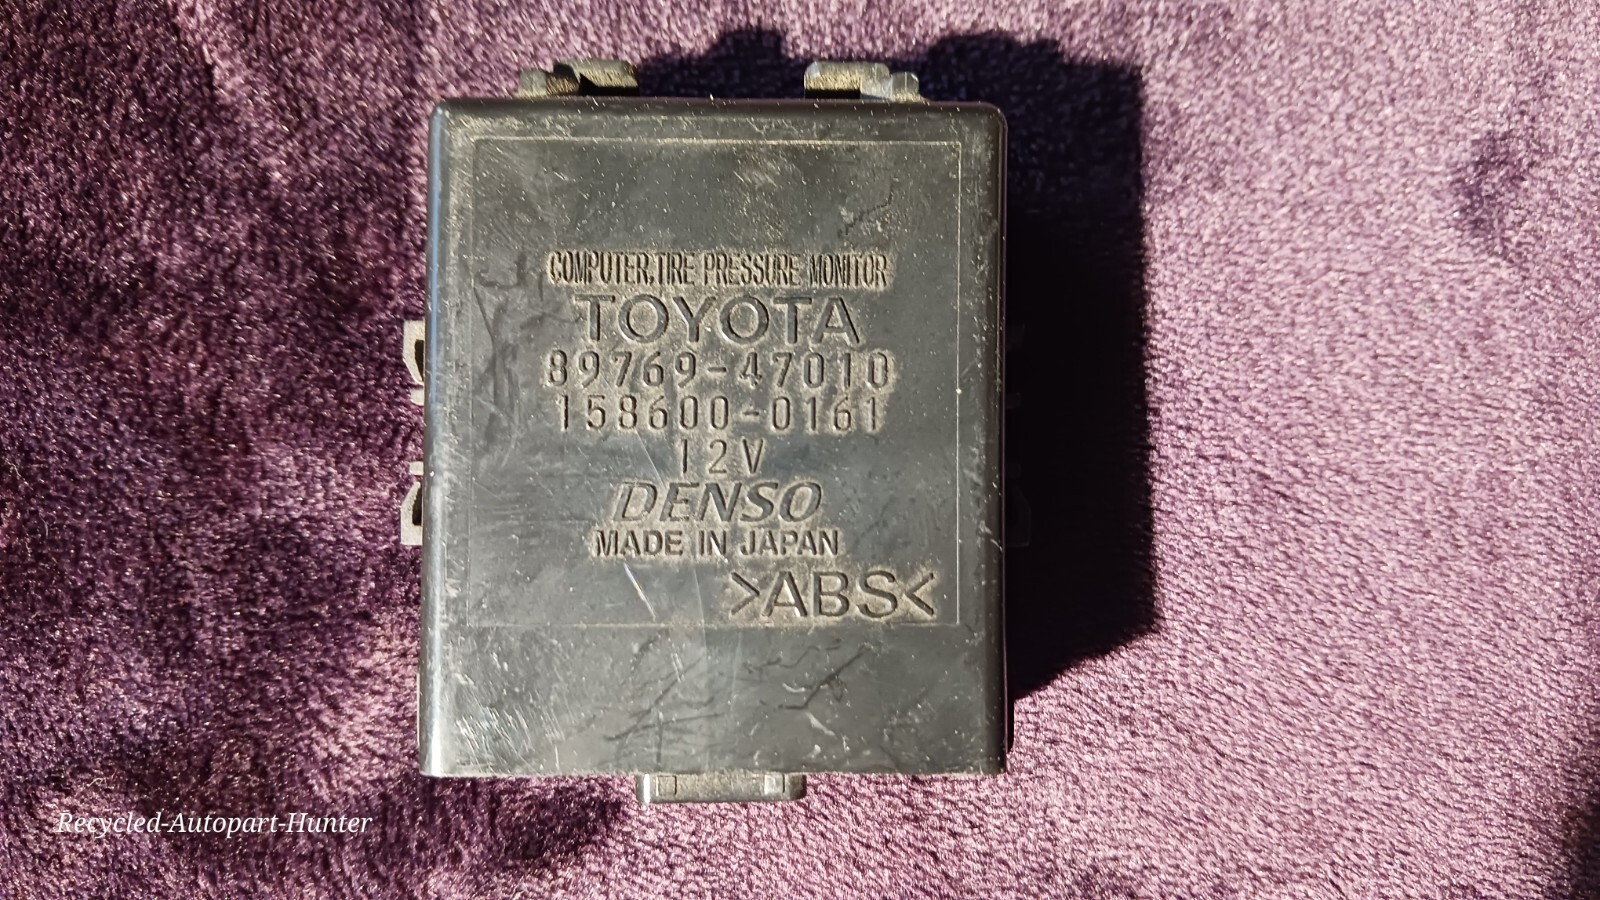 COMPUTER,TIRE PRESSURE MONITOR
TOYOTA
89769-47010
158600-0161
12V
DENSO
MADE IN JAPAN
>ABS<
Recycled-Autopart-Hunter